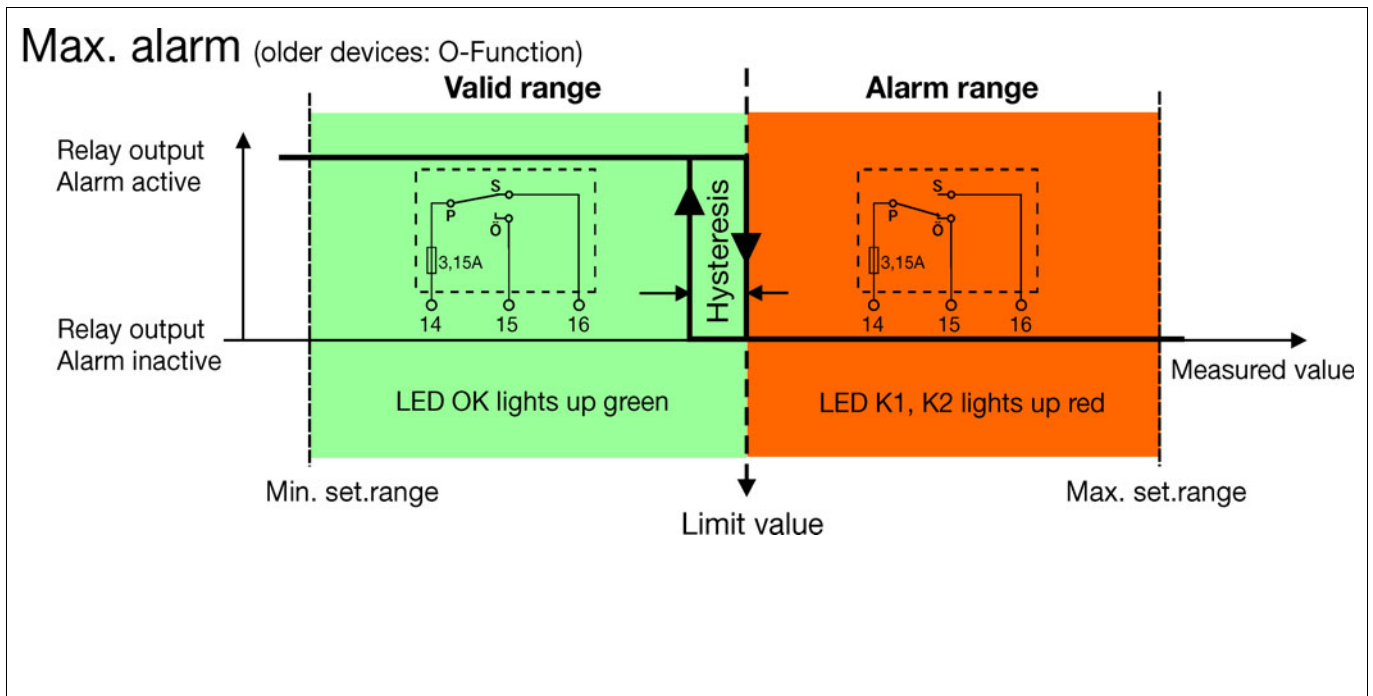 Max. alarm (older devices: O-Function)
Valid range
Alarm range
Relay output
Alarm active
S
P
Ö
3,15A
14 15 16
Hysteresis
S
P
Ö
3,15A
14 15 16
Relay output
Alarm inactive
Measured value
LED OK lights up green
LED K1, K2 lights up red
Min. set.range
Max. set.range
Limit value